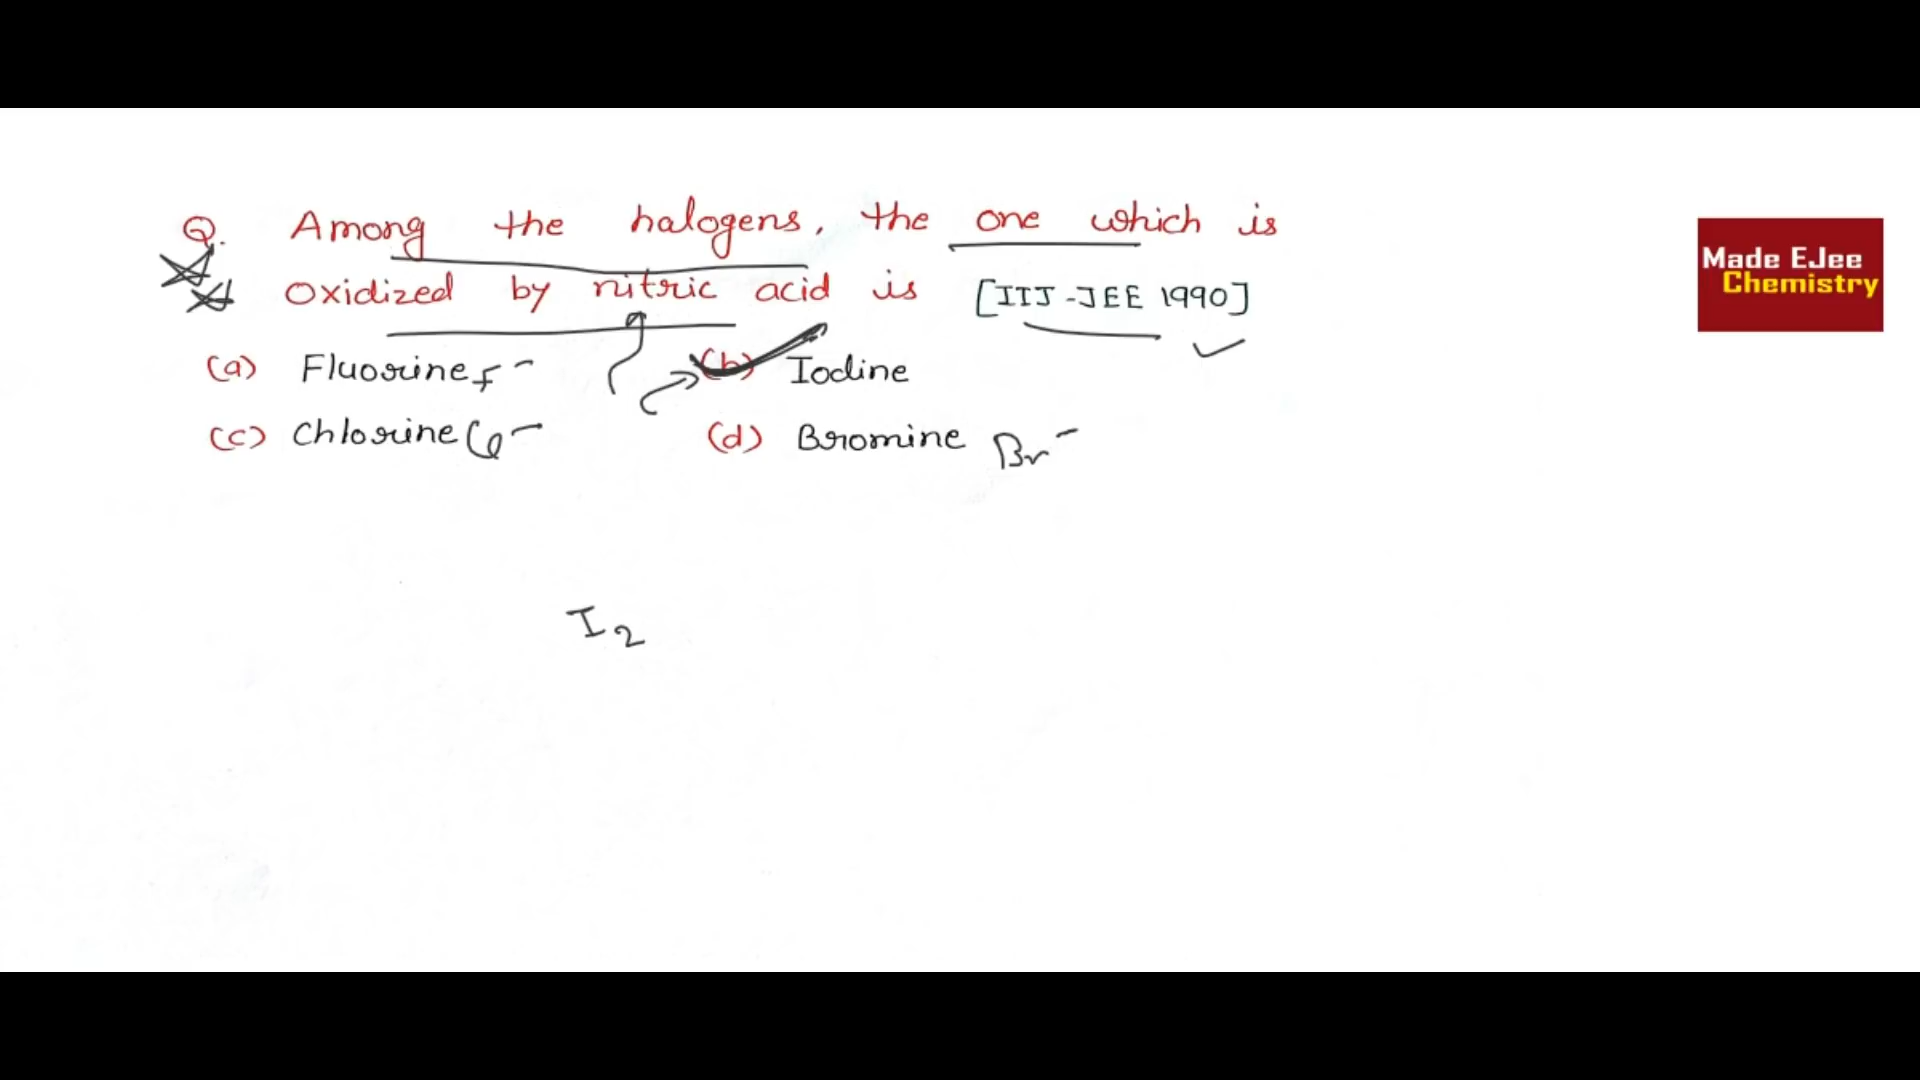 Q. Among the halogens, the one which is
oxidized by nitric acid is [IIT-JEE 1990]
(a) Fluorine F⁻ (b) Iodine
(c) Chlorine Cl⁻ (d) Bromine Br⁻
I₂
Made EJee
Chemistry